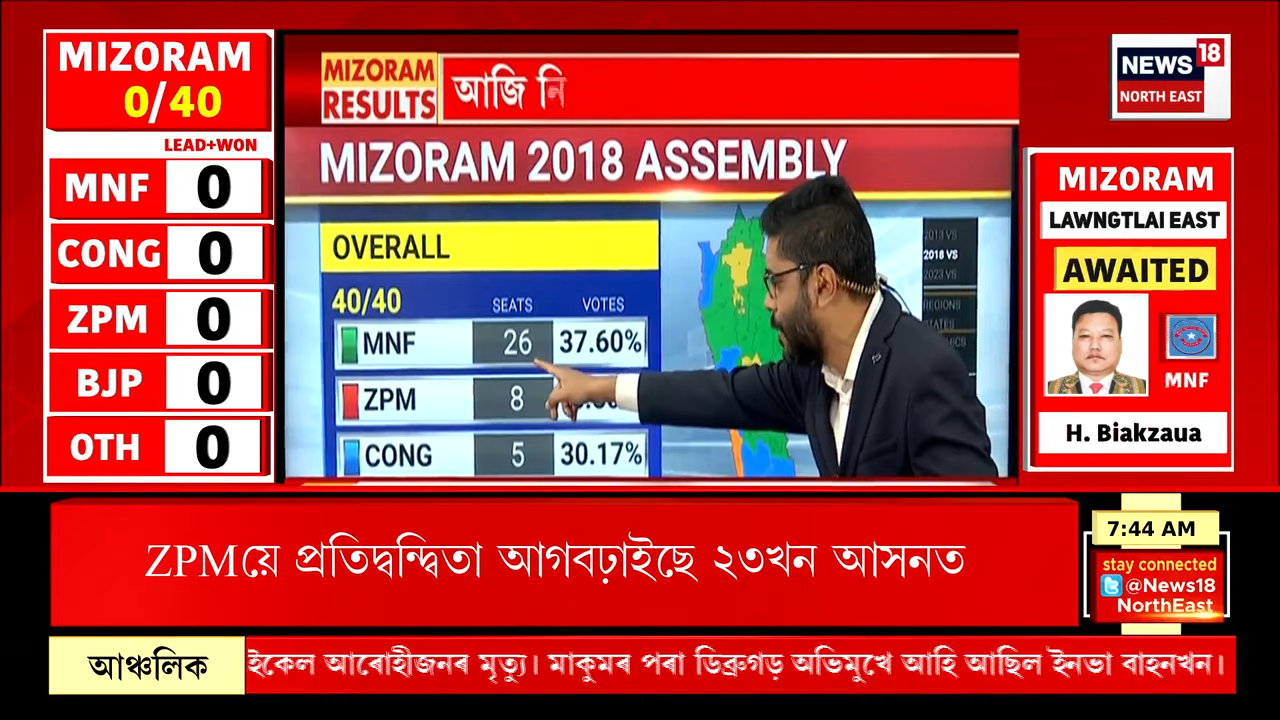 MIZORAM
0/40
LEAD+WON
MNF 0
CONG 0
ZPM 0
BJP 0
OTH 0
MIZORAM
RESULTS
আজি নি
MIZORAM 2018 ASSEMBLY
OVERALL
40/40 SEATS VOTES
MNF 26 37.60%
ZPM 8
CONG 5 30.17%
2013 VS
2018 VS
2023 VS
REGIONS
NEWS 18
NORTH EAST
MIZORAM
LAWNGTLAI EAST
AWAITED
MNF
H. Biakzaua
ZPMয়ে প্ৰতিদ্বন্দ্বিতা আগবঢ়াইছে ২৩খন আসনত
7:44 AM
stay connected
@News18
NorthEast
আঞ্চলিক
ইকেল আৰোহীজনৰ মৃত্যু। মাকুমৰ পৰা ডিব্ৰুগড় অভিমুখে আহি আছিল ইনভা বাহনখন।